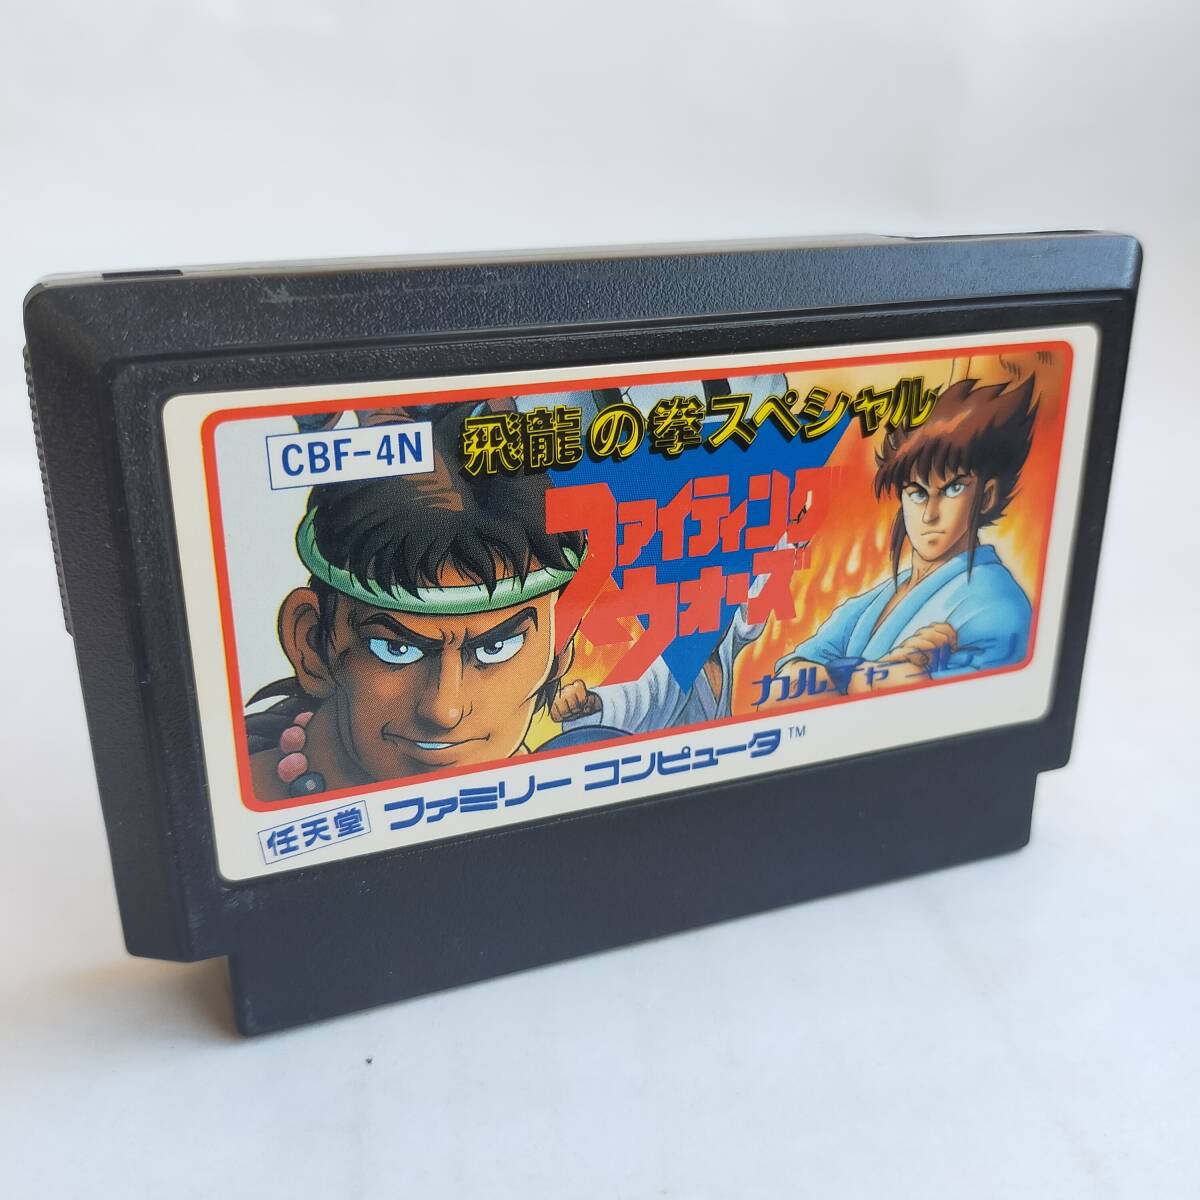 CBF-4N
飛龍の拳スペシャル
ファイティング
ウォーズ
カルチャーブレーン
任天堂 ファミリー コンピュータ™